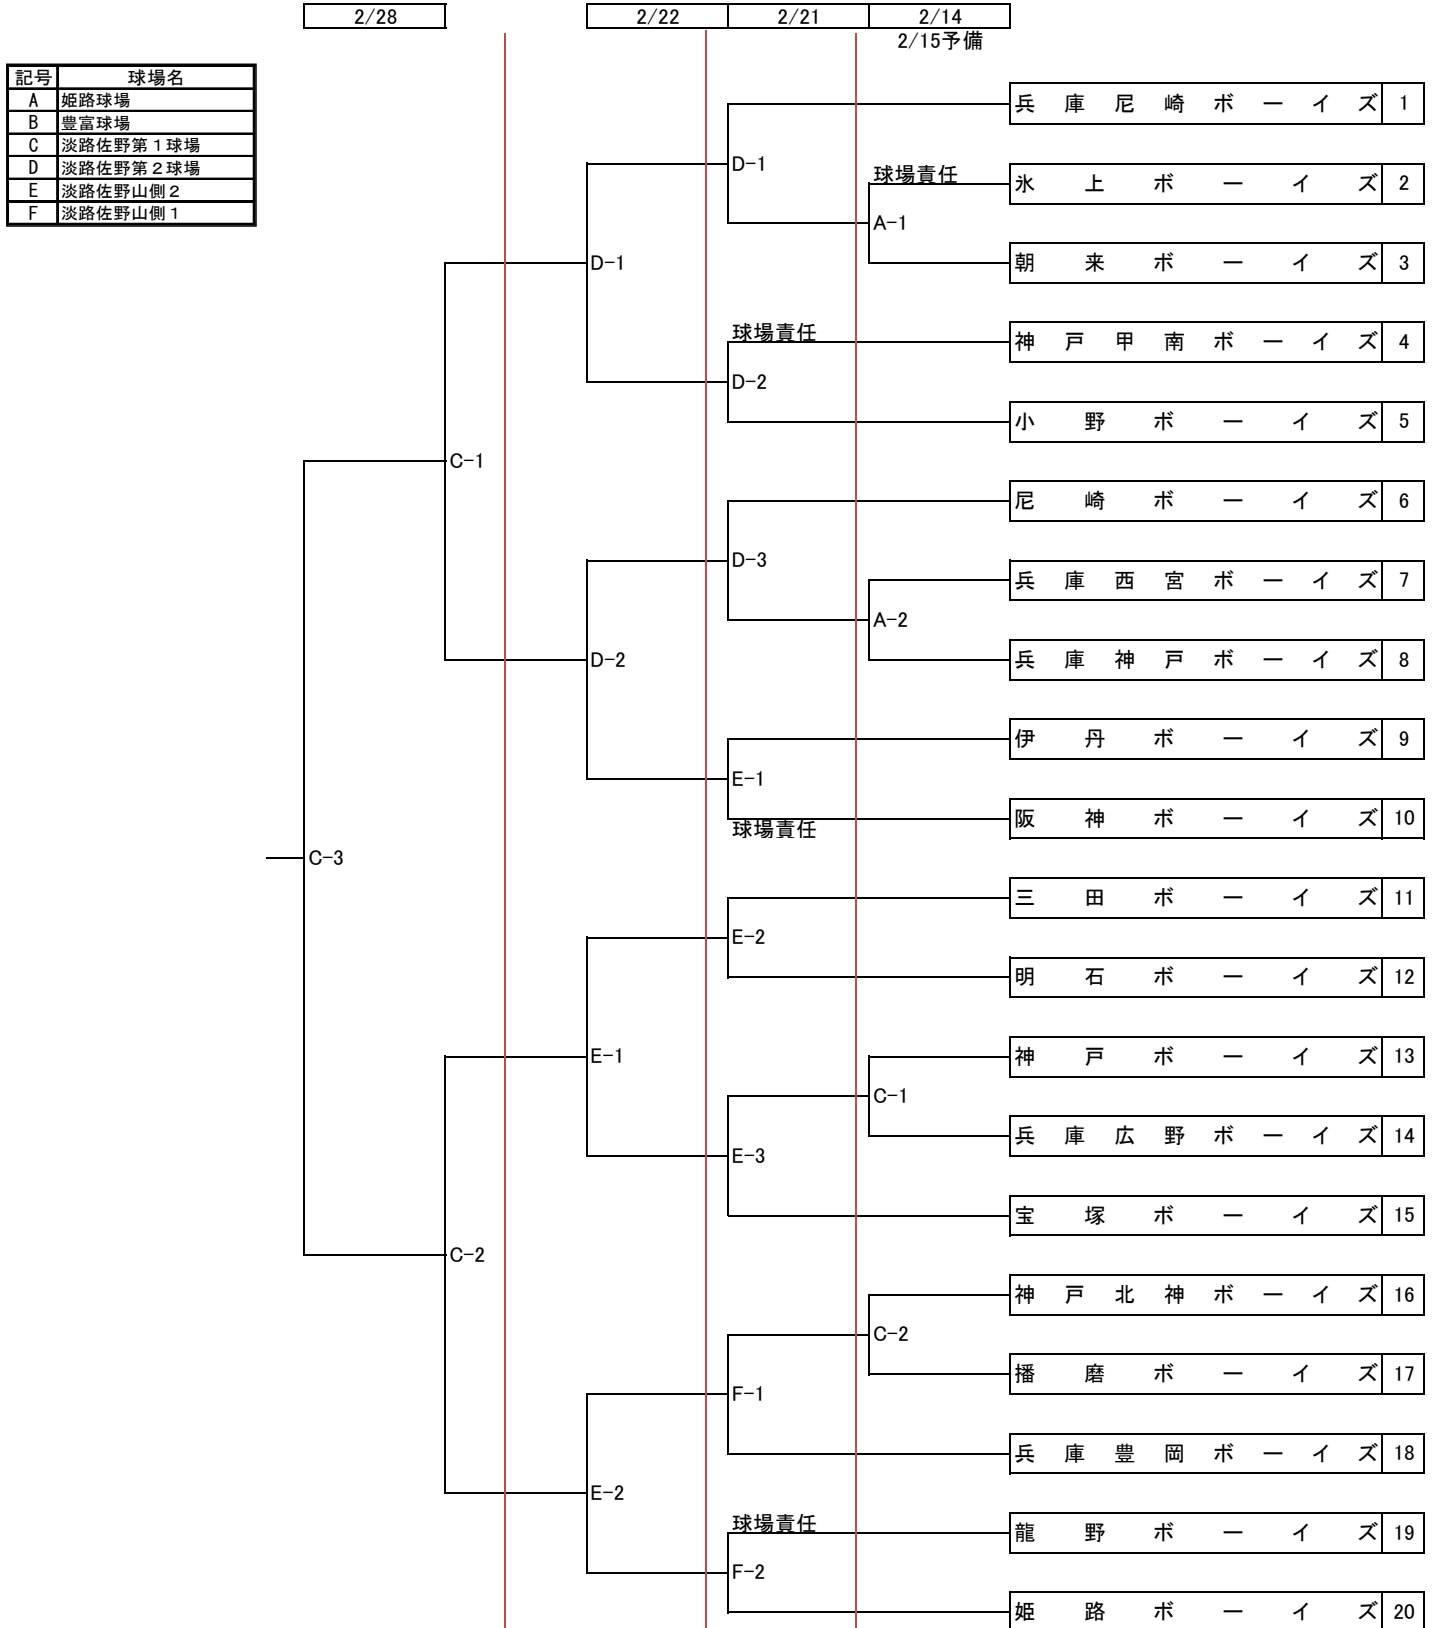 2/28 2/22 2/21 2/14
2/15予備
記号 球場名
A 姫路球場
B 豊富球場
C 淡路佐野第1球場
D 淡路佐野第2球場
E 淡路佐野山側2
F 淡路佐野山側1
兵庫尼崎ボーイズ 1
D-1
球場責任
氷上ボーイズ 2
A-1
朝来ボーイズ 3
D-1
球場責任
神戸甲南ボーイズ 4
D-2
小野ボーイズ 5
C-1
尼崎ボーイズ 6
D-3
兵庫西宮ボーイズ 7
A-2
兵庫神戸ボーイズ 8
D-2
伊丹ボーイズ 9
E-1
阪神ボーイズ 10
球場責任
C-3
三田ボーイズ 11
E-2
明石ボーイズ 12
神戸ボーイズ 13
E-1
C-1
兵庫広野ボーイズ 14
E-3
宝塚ボーイズ 15
C-2
神戸北神ボーイズ 16
C-2
播磨ボーイズ 17
F-1
兵庫豊岡ボーイズ 18
E-2
球場責任
龍野ボーイズ 19
F-2
姫路ボーイズ 20